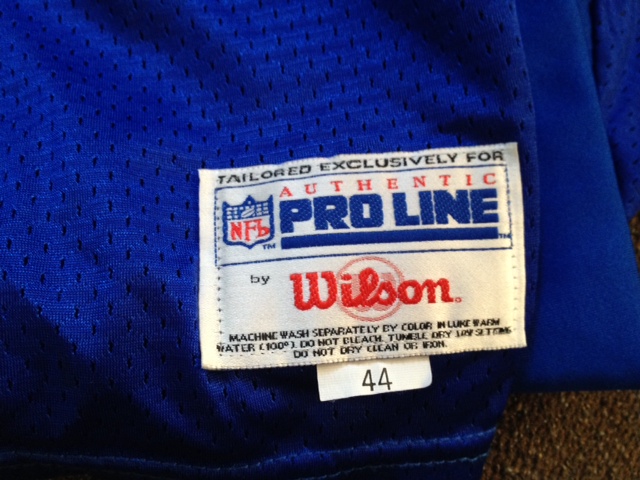 TAILORED EXCLUSIVELY FOR
AUTHENTIC
NFL PRO LINE TM
TM
by Wilson®
MACHINE WASH SEPARATELY BY COLOR IN LUKE WARM
WATER (100°). DO NOT BLEACH. TUMBLE DRY LOW SETTING
DO NOT DRY CLEAN OR IRON.
44